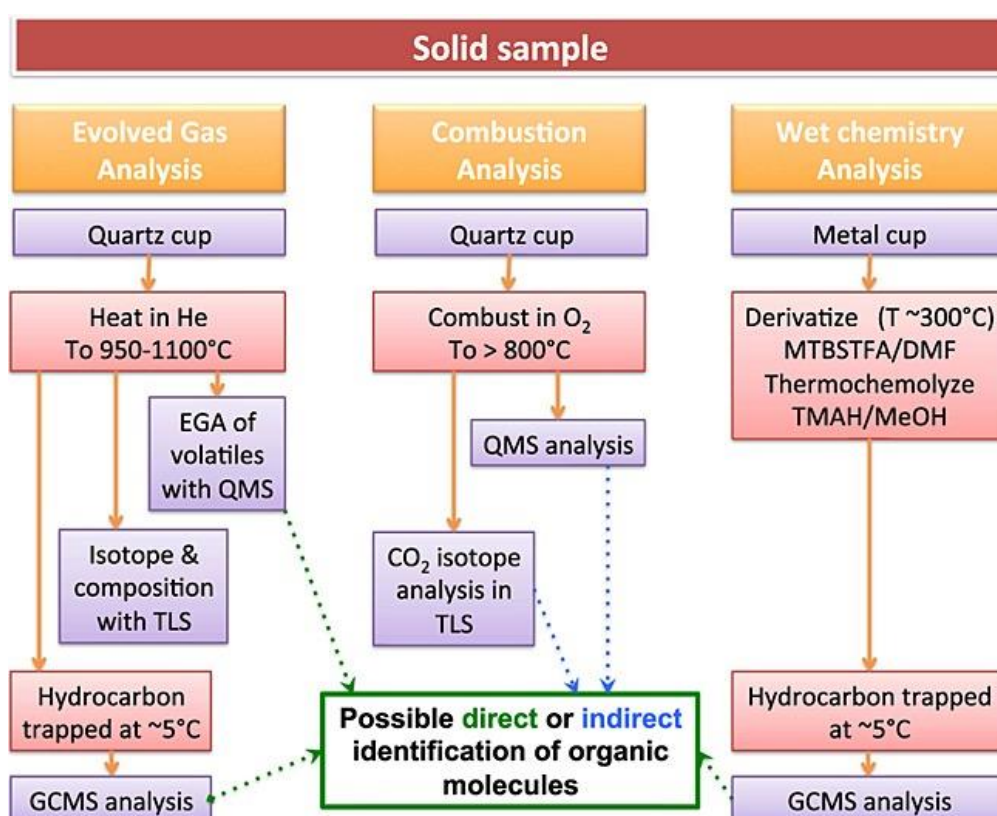 Solid sample
Evolved Gas
Analysis
Quartz cup
Heat in He
To 950-1100°C
EGA of
volatiles
with QMS
Isotope &
composition
with TLS
Hydrocarbon
trapped at ~5°C
GCMS analysis
Combustion
Analysis
Quartz cup
Combust in O₂
To > 800°C
QMS analysis
CO₂ isotope
analysis in
TLS
Wet chemistry
Analysis
Metal cup
Derivatize (T ~300°C)
MTBSTFA/DMF
Thermochemolyze
TMAH/MeOH
Hydrocarbon trapped
at ~5°C
GCMS analysis
Possible direct or indirect
identification of organic
molecules